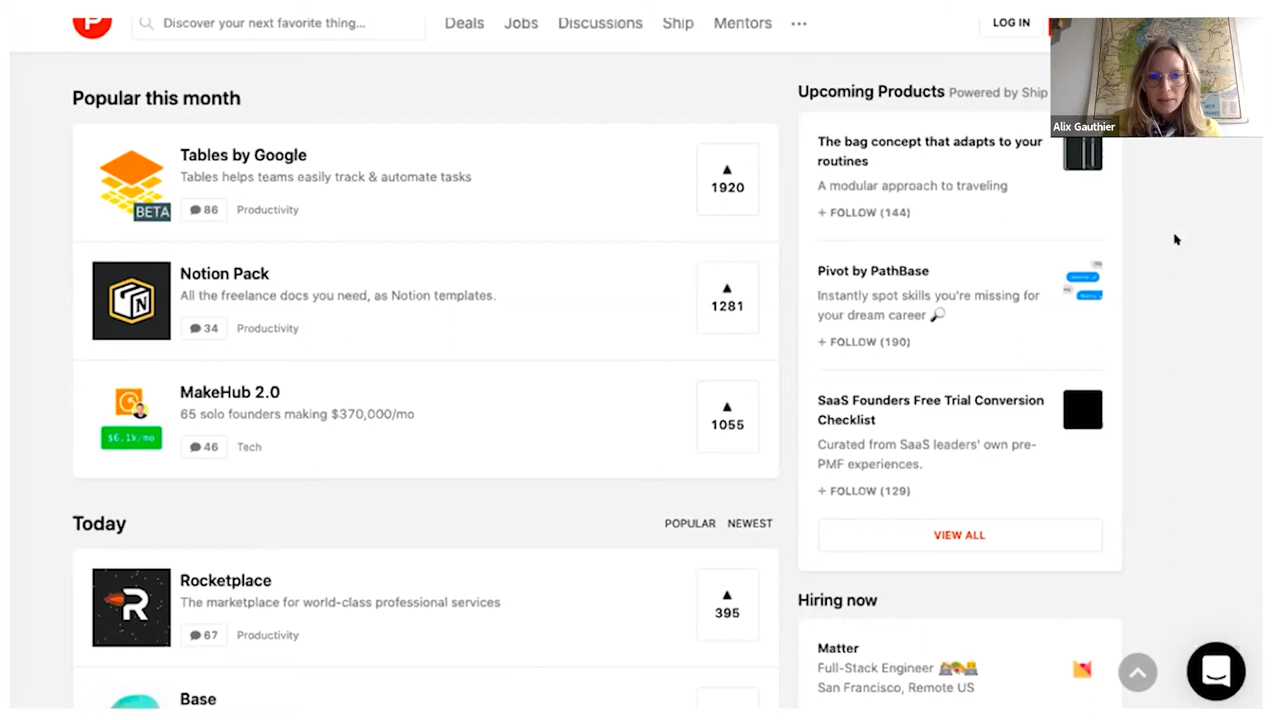 Discover your next favorite thing...
Deals
Jobs
Discussions
Ship
Mentors
LOG IN
Alix Gauthier
Popular this month
Tables by Google
Tables helps teams easily track & automate tasks
86 Productivity
1920
BETA
Notion Pack
All the freelance docs you need, as Notion templates.
34 Productivity
1281
MakeHub 2.0
65 solo founders making $370,000/mo
46 Tech
1055
$6,1k/mo
Today
POPULAR
NEWEST
Rocketplace
The marketplace for world-class professional services
67 Productivity
395
Base
Upcoming Products Powered by Ship
The bag concept that adapts to your
routines
A modular approach to traveling
+ FOLLOW (144)
Pivot by PathBase
Instantly spot skills you're missing for
your dream career 🔎
+ FOLLOW (190)
SaaS Founders Free Trial Conversion
Checklist
Curated from SaaS leaders' own pre-
PMF experiences.
+ FOLLOW (129)
VIEW ALL
Hiring now
Matter
Full-Stack Engineer
San Francisco, Remote US